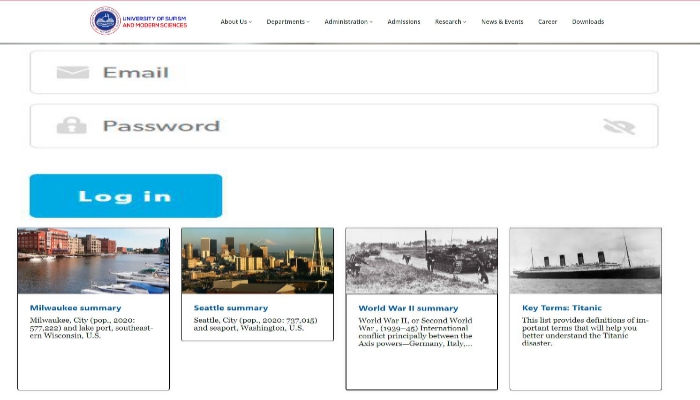 UNIVERSITY OF SUFISM
AND MODERN SCIENCES
About Us Departments Administration Admissions Research News & Events Career Downloads
Email
Password
Log in
Milwaukee summary
Milwaukee, City (pop., 2020:
577,222) and lake port, southeast-
ern Wisconsin, U.S.
Seattle summary
Seattle, City (pop., 2020: 737,015)
and seaport, Washington, U.S.
World War II summary
World War II, or Second World
War , (1939–45) International
conflict principally between the
Axis powers—Germany, Italy,...
Key Terms: Titanic
This list provides definitions of im-
portant terms that will help you
better understand the Titanic
disaster.